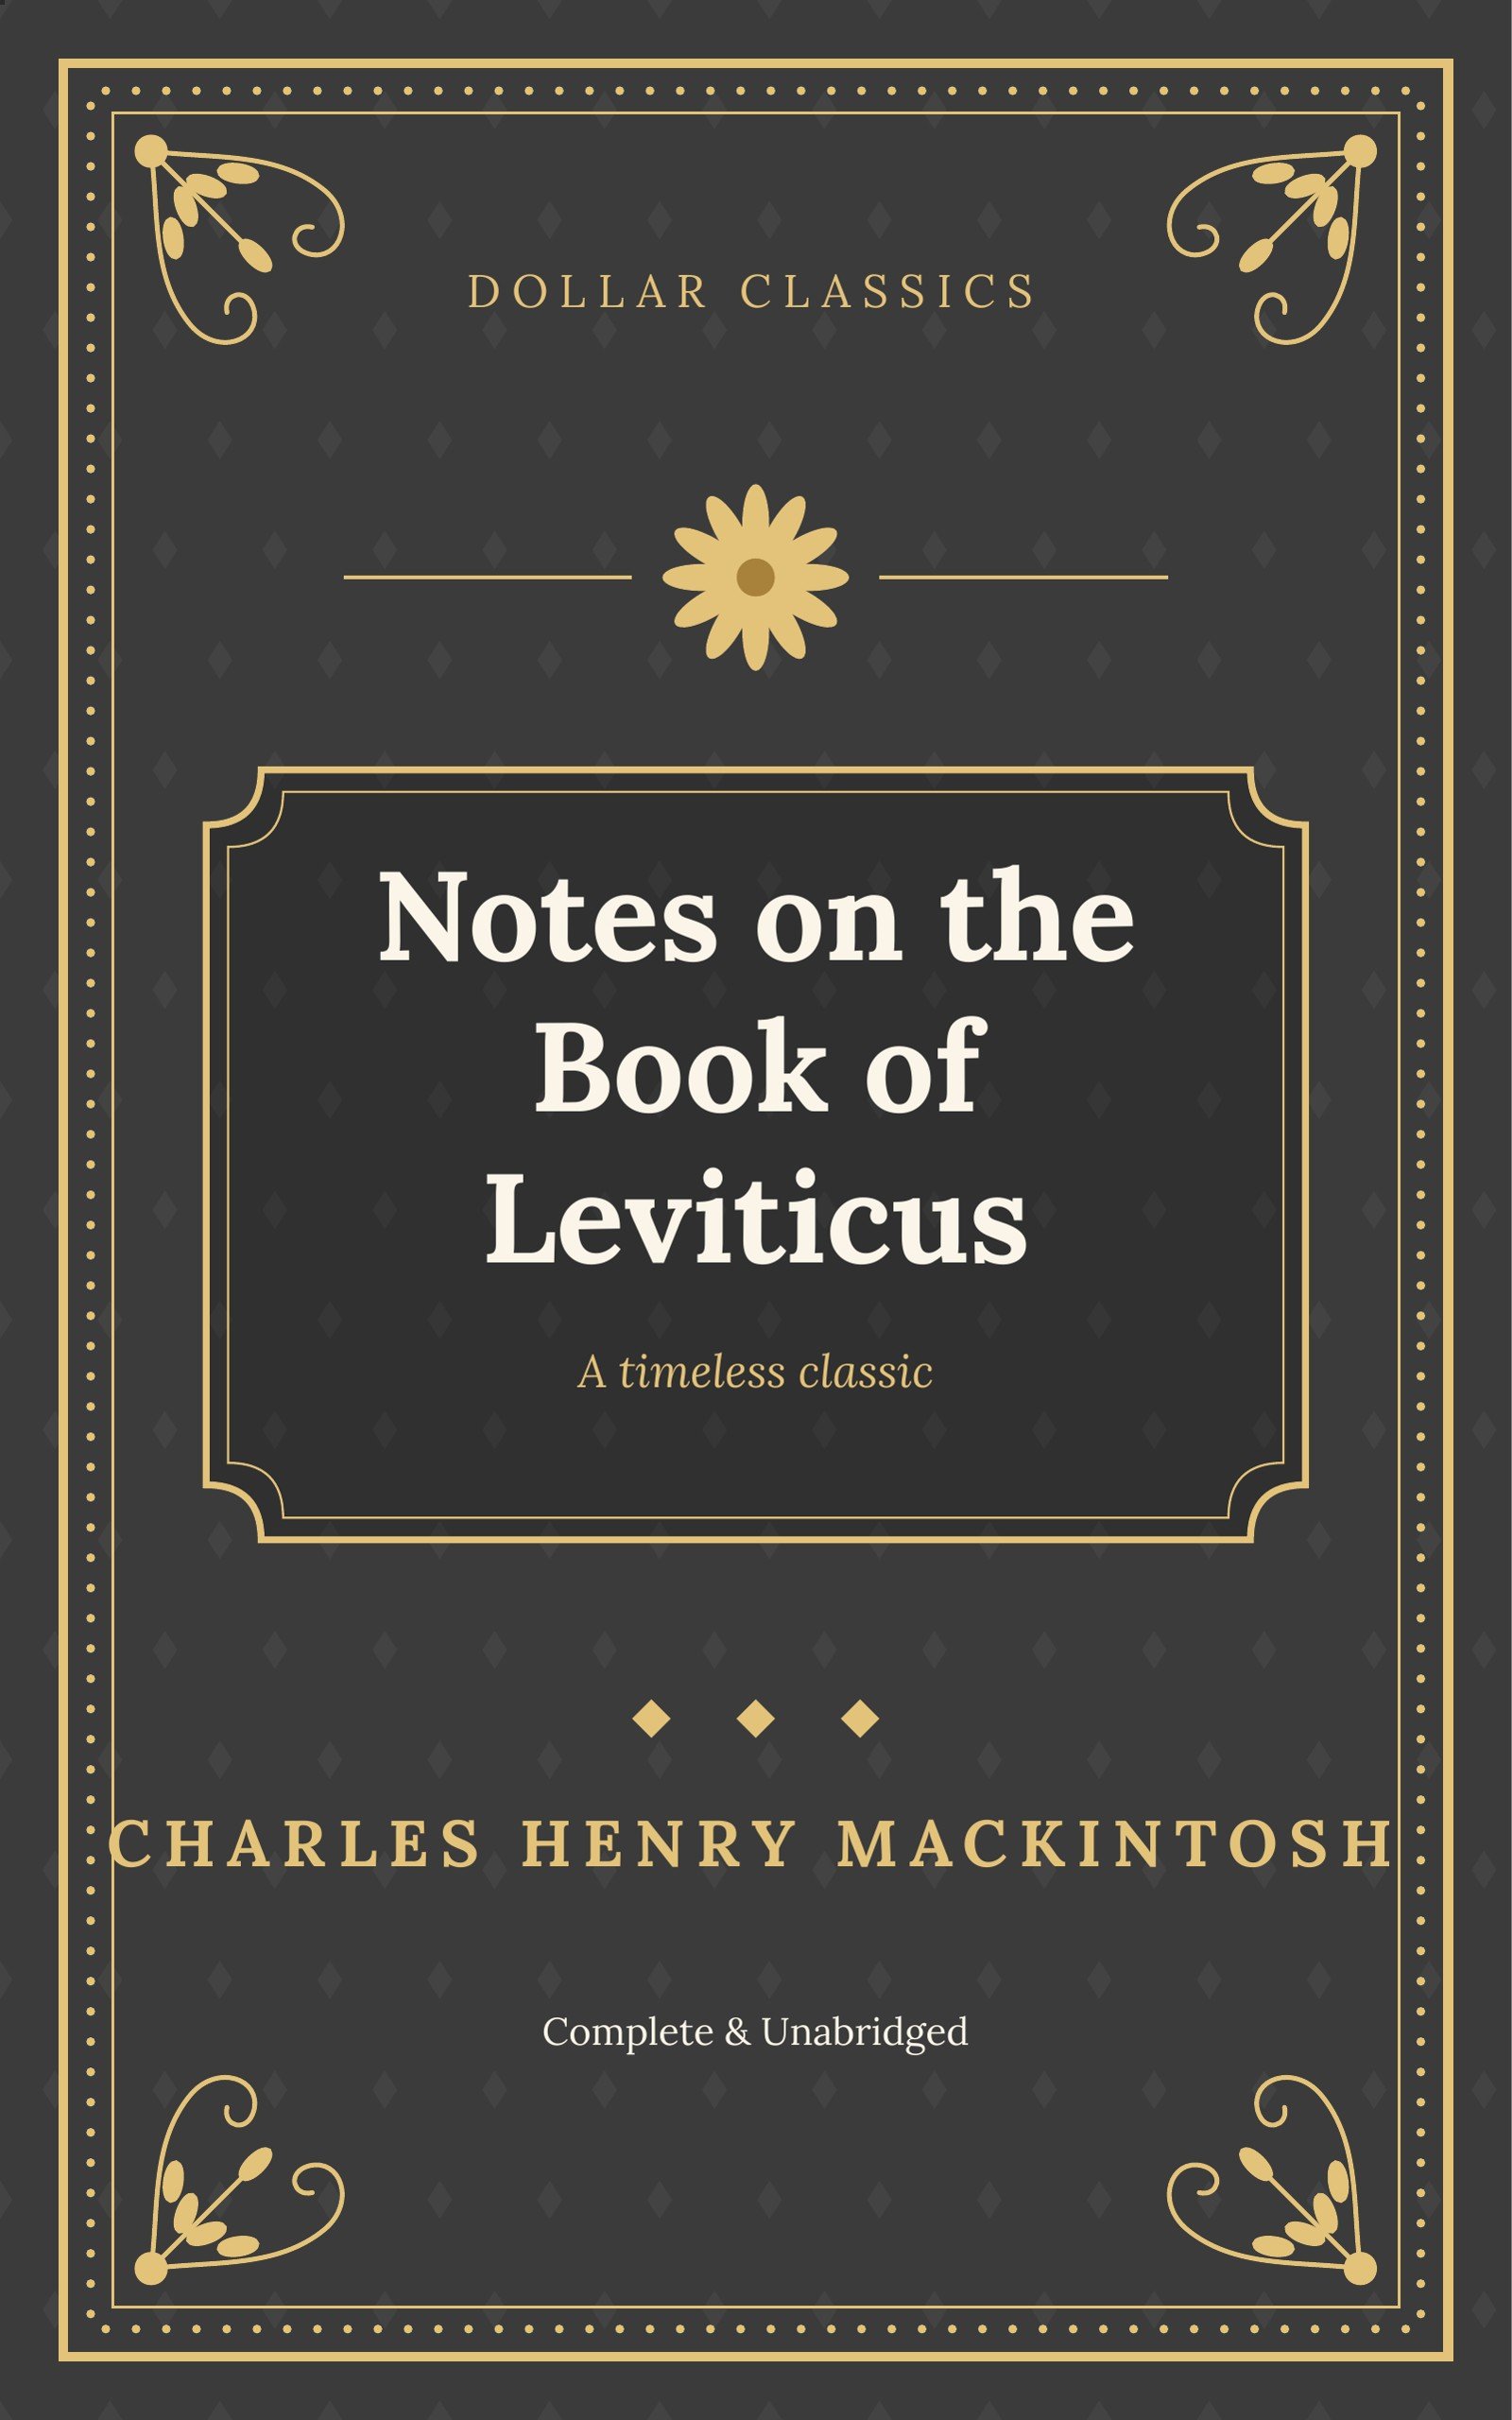 DOLLAR CLASSICS
Notes on the
Book of
Leviticus
A timeless classic
CHARLES HENRY MACKINTOSH
Complete & Unabridged